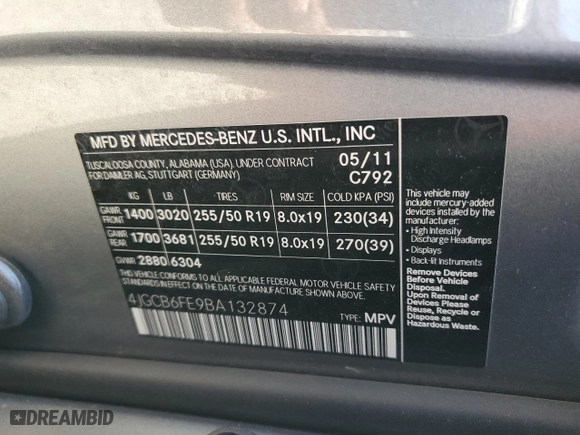 MFD BY MERCEDES-BENZ U.S. INTL., INC
TUSCALOOSA COUNTY, ALABAMA (USA). UNDER CONTRACT
FOR DAIMLER AG, STUTTGART (GERMANY)
05/11
C792
KG LB TIRES RIM SIZE COLD KPA (PSI)
GAWR FRONT 1400 3020 255/50 R19 8.0x19 230(34)
GAWR REAR 1700 3681 255/50 R19 8.0x19 270(39)
GVWR 2880 6304
THIS VEHICLE CONFORMS TO ALL APPLICABLE FEDERAL MOTOR VEHICLE SAFETY
STANDARDS IN EFFECT ON THE DATE OF MANUFACTURE SHOWN ABOVE.
4JGCB6FE9BA132874
TYPE: MPV
This vehicle may
include mercury-added
devices installed by the
manufacturer:
• High Intensity
Discharge Headlamps
• Displays
• Back-lit Instruments
Remove Devices
Before Vehicle
Disposal.
Upon Removal of
Devices Please
Reuse, Recycle or
Dispose as
Hazardous Waste.
DREAMBID